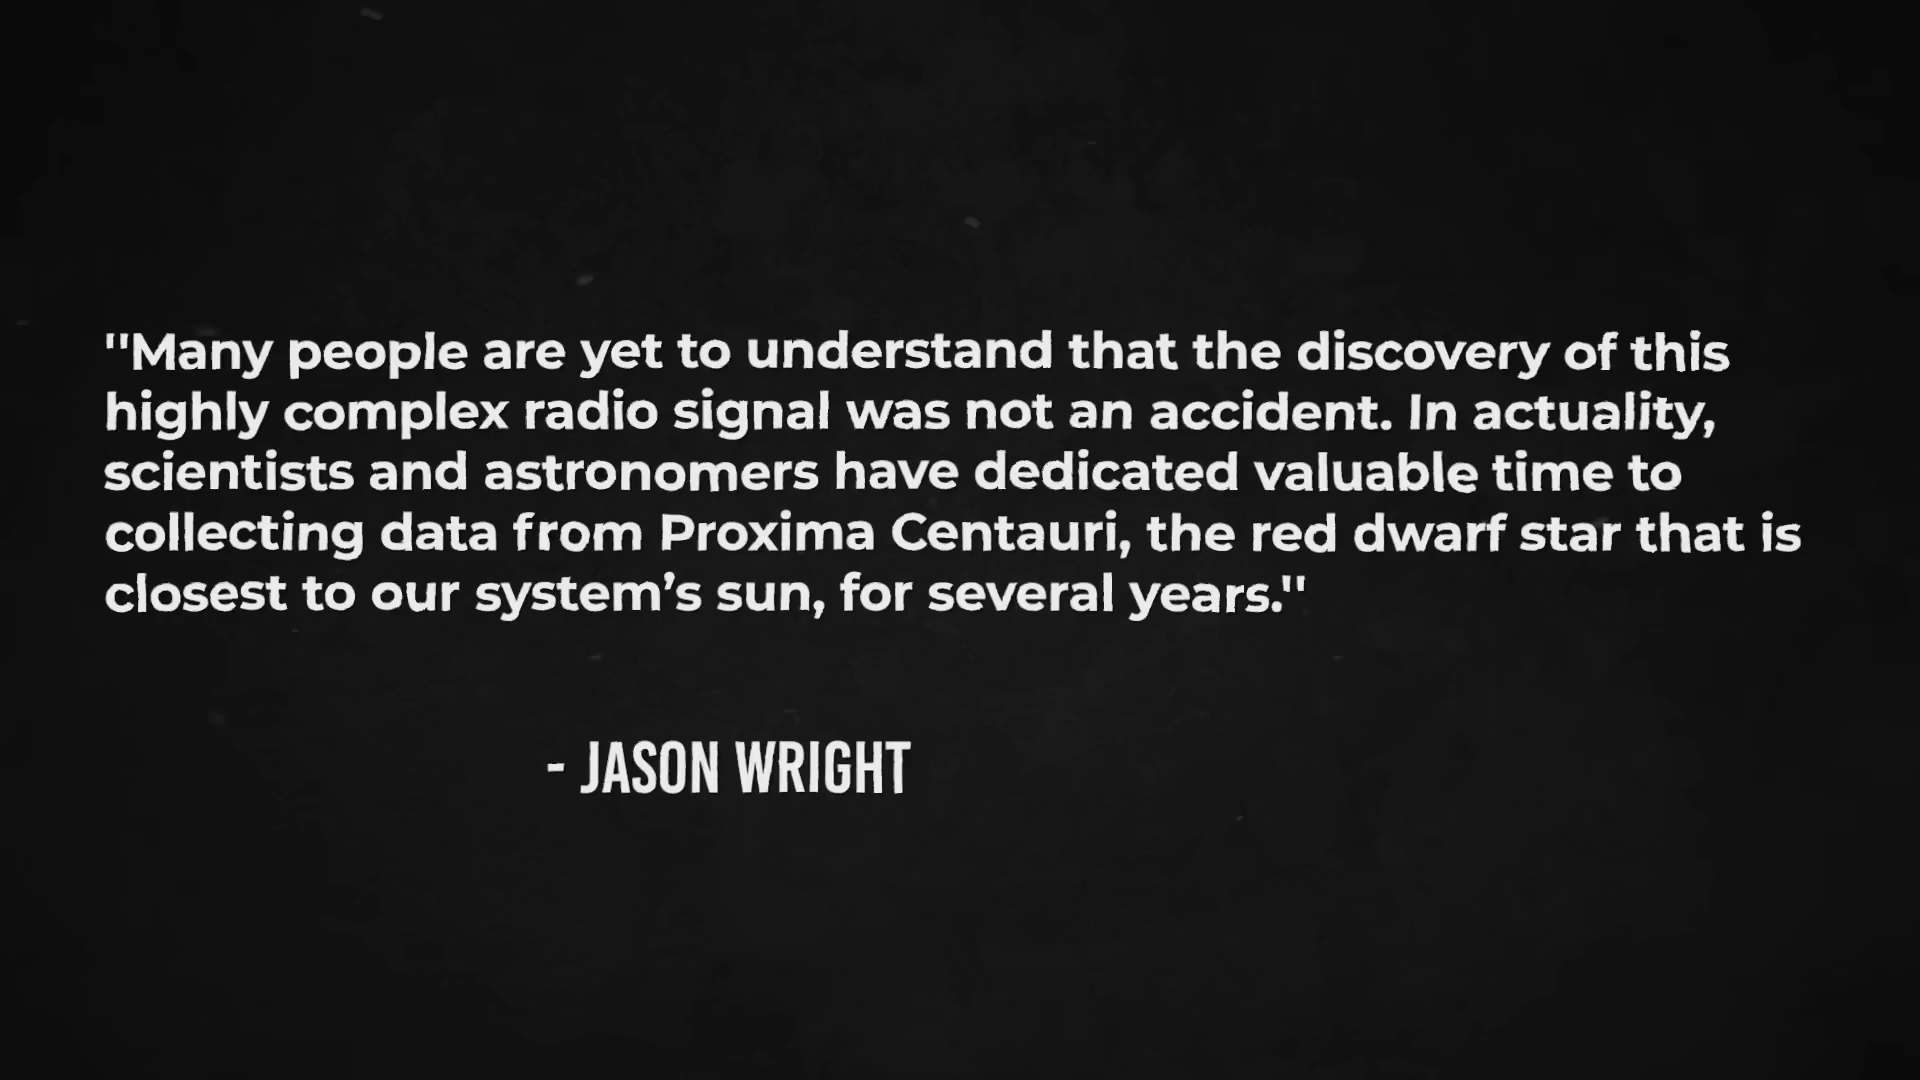 "Many people are yet to understand that the discovery of this
highly complex radio signal was not an accident. In actuality,
scientists and astronomers have dedicated valuable time to
collecting data from Proxima Centauri, the red dwarf star that is
closest to our system’s sun, for several years."
- JASON WRIGHT